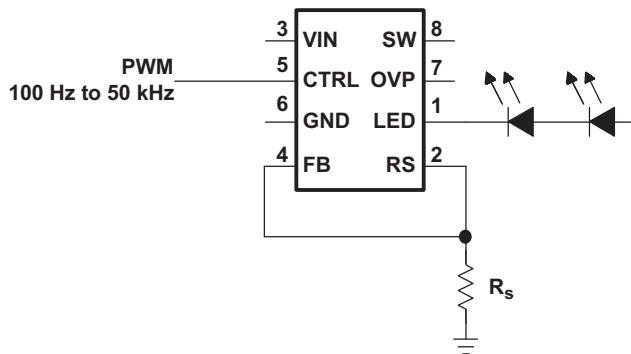 3 VIN SW 8
PWM 5 CTRL OVP 7
100 Hz to 50 kHz
6 GND LED 1
4 FB RS 2
Rs